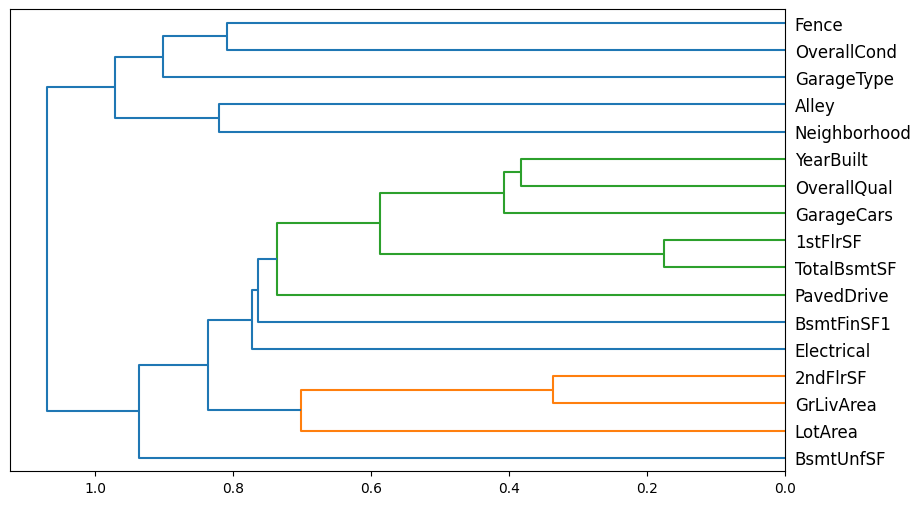 Fence
OverallCond
GarageType
Alley
Neighborhood
YearBuilt
OverallQual
GarageCars
1stFlrSF
TotalBsmtSF
PavedDrive
BsmtFinSF1
Electrical
2ndFlrSF
GrLivArea
LotArea
BsmtUnfSF
1.0 0.8 0.6 0.4 0.2 0.0